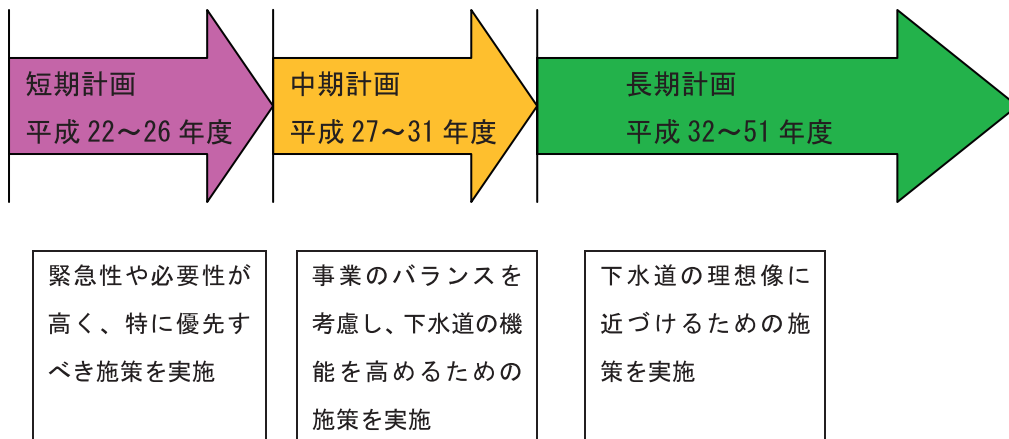 短期計画
平成 22～26 年度
中期計画
平成 27～31 年度
長期計画
平成 32～51 年度
緊急性や必要性が
高く、特に優先す
べき施策を実施
事業のバランスを
考慮し、下水道の機
能を高めるための
施策を実施
下水道の理想像に
近づけるための施
策を実施